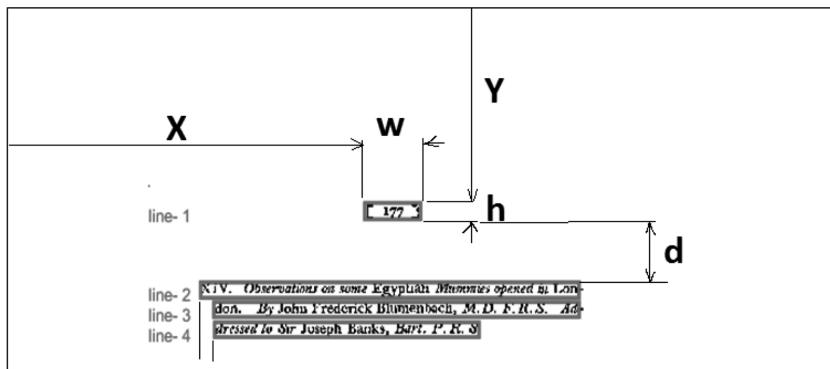 Y
X w
line- 1 [ 177 ] h
d
line- 2 XIV. Observations on some Egyptian Mummies opened in Lon-
line- 3 don. By John Frederick Blumenbach, M. D. F. R. S. Ad-
line- 4 dressed to Sir Joseph Banks, Bart. P. R. S